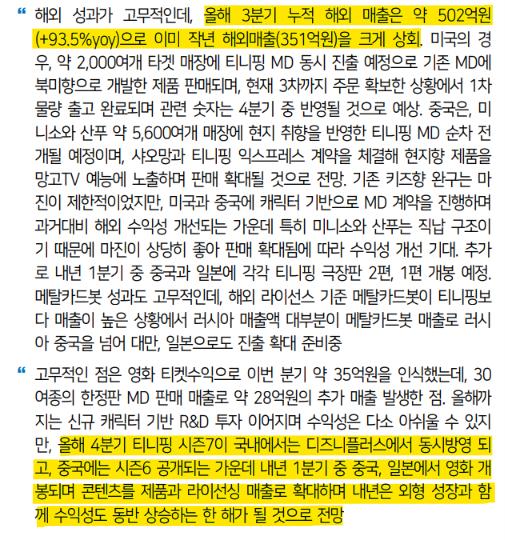 “ 해외 성과가 고무적인데, 올해 3분기 누적 해외 매출은 약 502억원
(+93.5%yoy)으로 이미 작년 해외매출(351억원)을 크게 상회. 미국의 경
우, 약 2,000여개 타겟 매장에 티니핑 MD 동시 진출 예정으로 기존 MD에
북미향으로 개발한 제품 판매되며, 현재 3차까지 주문 확보한 상황에서 1차
물량 출고 완료되며 관련 숫자는 4분기 중 반영될 것으로 예상. 중국은, 미
니소와 산푸 약 5,600여개 매장에 현지 취향을 반영한 티니핑 MD 순차 전
개될 예정이며, 샤오망과 티니핑 익스프레스 계약을 체결해 현지향 제품을
망고TV 예능에 노출하며 판매 확대될 것으로 전망. 기존 키즈향 완구는 마
진이 제한적이었지만, 미국과 중국에 캐릭터 기반으로 MD 계약을 진행하며
과거대비 해외 수익성 개선되는 가운데 특히 미니소와 산푸는 직납 구조이
기 때문에 마진이 상당히 좋아 판매 확대됨에 따라 수익성 개선 기대. 추가
로 내년 1분기 중 중국과 일본에 각각 티니핑 극장판 2편, 1편 개봉 예정.
메탈카드봇 성과도 고무적인데, 해외 라이선스 기준 메탈카드봇이 티니핑보
다 매출이 높은 상황에서 러시아 매출액 대부분이 메탈카드봇 매출로 러시
아 중국을 넘어 대만, 일본으로도 진출 확대 준비중
“ 고무적인 점은 영화 티켓수익으로 이번 분기 약 35억원을 인식했는데, 30
여종의 한정판 MD 판매 매출로 약 28억원의 추가 매출 발생한 점. 올해까
지는 신규 캐릭터 기반 R&D 투자 이어지며 수익성은 다소 아쉬울 수 있지
만, 올해 4분기 티니핑 시즌7이 국내에서는 디즈니플러스에서 동시방영 되
고, 중국에는 시즌6 공개되는 가운데 내년 1분기 중 중국, 일본에서 영화 개
봉되며 콘텐츠를 제품과 라이선싱 매출로 확대하며 내년은 외형 성장과 함
께 수익성도 동반 상승하는 한 해가 될 것으로 전망